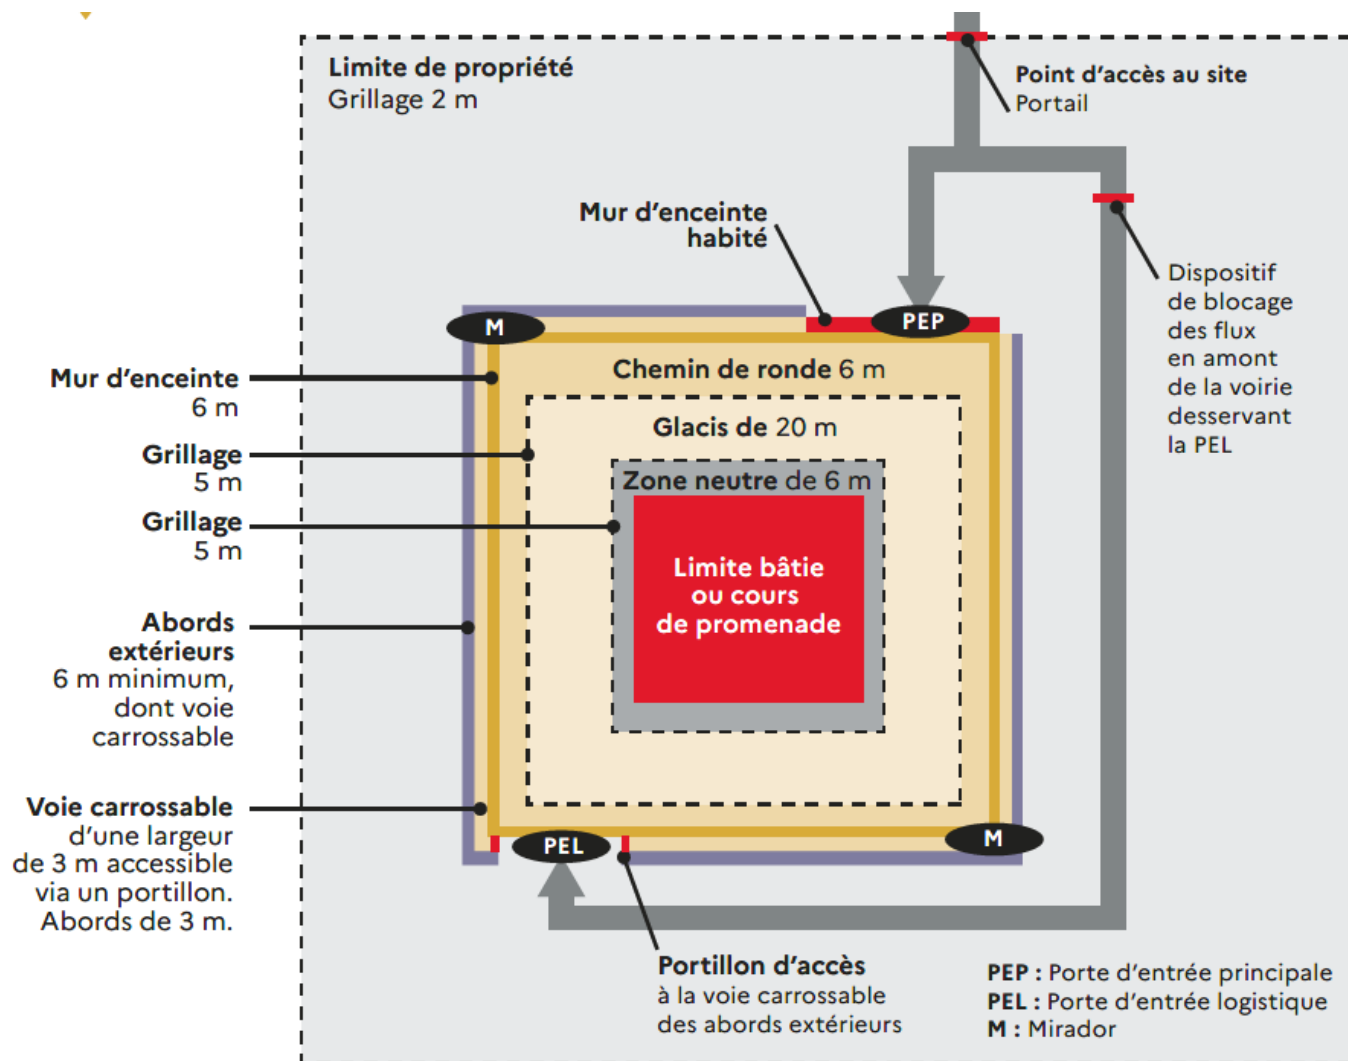 Limite de propriété
Grillage 2 m
Point d’accès au site
Portail
Mur d’enceinte
habité
Dispositif
de blocage
des flux
en amont
de la voirie
desservant
la PEL
M
PEP
Mur d’enceinte
6 m
Chemin de ronde 6 m
Glacis de 20 m
Grillage
5 m
Zone neutre de 6 m
Grillage
5 m
Limite bâtie
ou cours
de promenade
Abords
extérieurs
6 m minimum,
dont voie
carrossable
Voie carrossable
d’une largeur
de 3 m accessible
via un portillon.
Abords de 3 m.
PEL
M
Portillon d’accès
à la voie carrossable
des abords extérieurs
PEP : Porte d’entrée principale
PEL : Porte d’entrée logistique
M : Mirador